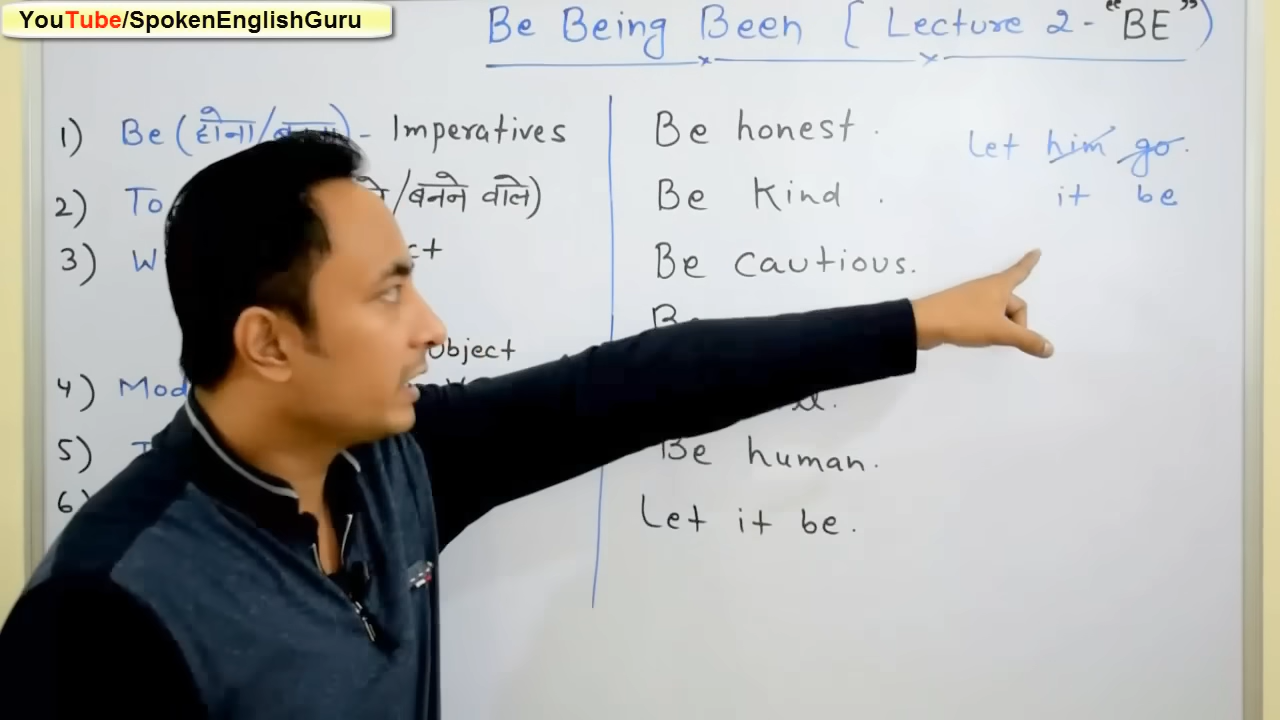 YouTube/SpokenEnglishGuru
Be Being Been [ Lecture 2 - "BE" )
1) Be (होना/बनना) - Imperatives
2) To /बनने वाले)
3) W
object
4) Mod
5)
6)
Be honest.
Be Kind.
Be cautious.
Be
Be human.
Let it be.
Let him go.
it be